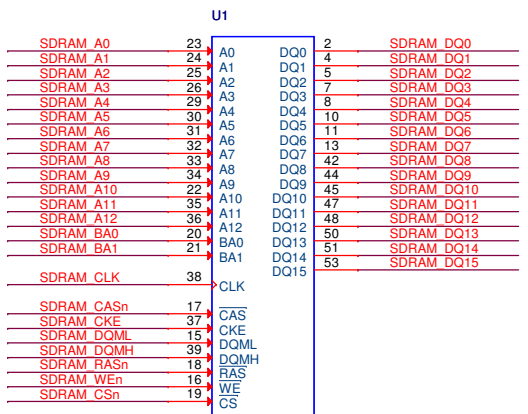 U1
SDRAM_A0 23 A0 DQ0 2 SDRAM_DQ0
SDRAM_A1 24 A1 DQ1 4 SDRAM_DQ1
SDRAM_A2 25 A2 DQ2 5 SDRAM_DQ2
SDRAM_A3 26 A3 DQ3 7 SDRAM_DQ3
SDRAM_A4 29 A4 DQ4 8 SDRAM_DQ4
SDRAM_A5 30 A5 DQ5 10 SDRAM_DQ5
SDRAM_A6 31 A6 DQ6 11 SDRAM_DQ6
SDRAM_A7 32 A7 DQ7 13 SDRAM_DQ7
SDRAM_A8 33 A8 DQ8 42 SDRAM_DQ8
SDRAM_A9 34 A9 DQ9 44 SDRAM_DQ9
SDRAM_A10 22 A10 DQ10 45 SDRAM_DQ10
SDRAM_A11 35 A11 DQ11 47 SDRAM_DQ11
SDRAM_A12 36 A12 DQ12 48 SDRAM_DQ12
SDRAM_BA0 20 BA0 DQ13 50 SDRAM_DQ13
SDRAM_BA1 21 BA1 DQ14 51 SDRAM_DQ14
DQ15 53 SDRAM_DQ15
SDRAM_CLK 38 CLK
SDRAM_CASn 17 CAS
SDRAM_CKE 37 CKE
SDRAM_DQML 15 DQML
SDRAM_DQMH 39 DQMH
SDRAM_RASn 18 RAS
SDRAM_WEn 16 WE
SDRAM_CSn 19 CS